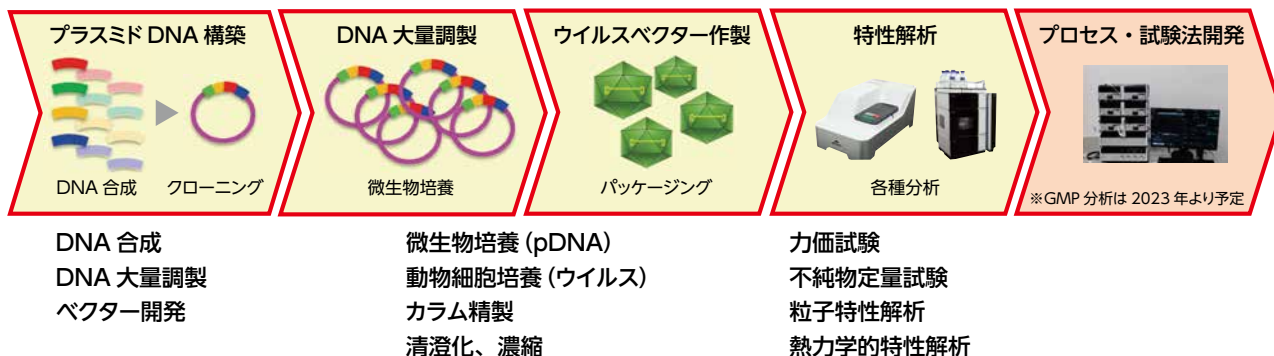 プラスミド DNA 構築
DNA 大量調製
ウイルスベクター作製
特性解析
プロセス・試験法開発
DNA 合成
クローニング
微生物培養
パッケージング
各種分析
※GMP 分析は 2023 年より予定
DNA 合成
DNA 大量調製
ベクター開発
微生物培養 (pDNA)
動物細胞培養 (ウイルス)
カラム精製
清澄化、濃縮
力価試験
不純物定量試験
粒子特性解析
熱力学的特性解析